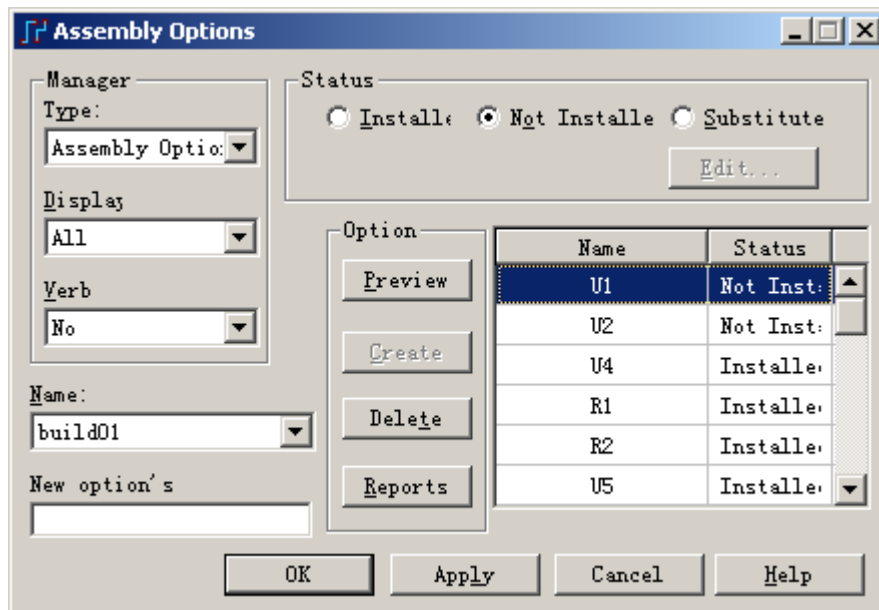 Assembly Options
Manager
Type:
Assembly Optio
Display
All
Verb
No
Name:
build01
New option's
Status
Installe
Not Installe
Substitute
Edit...
Option
Preview
Create
Delete
Reports
Name Status
U1 Not Inst
U2 Not Inst
U4 Installe
R1 Installe
R2 Installe
U5 Installe
OK Apply Cancel Help